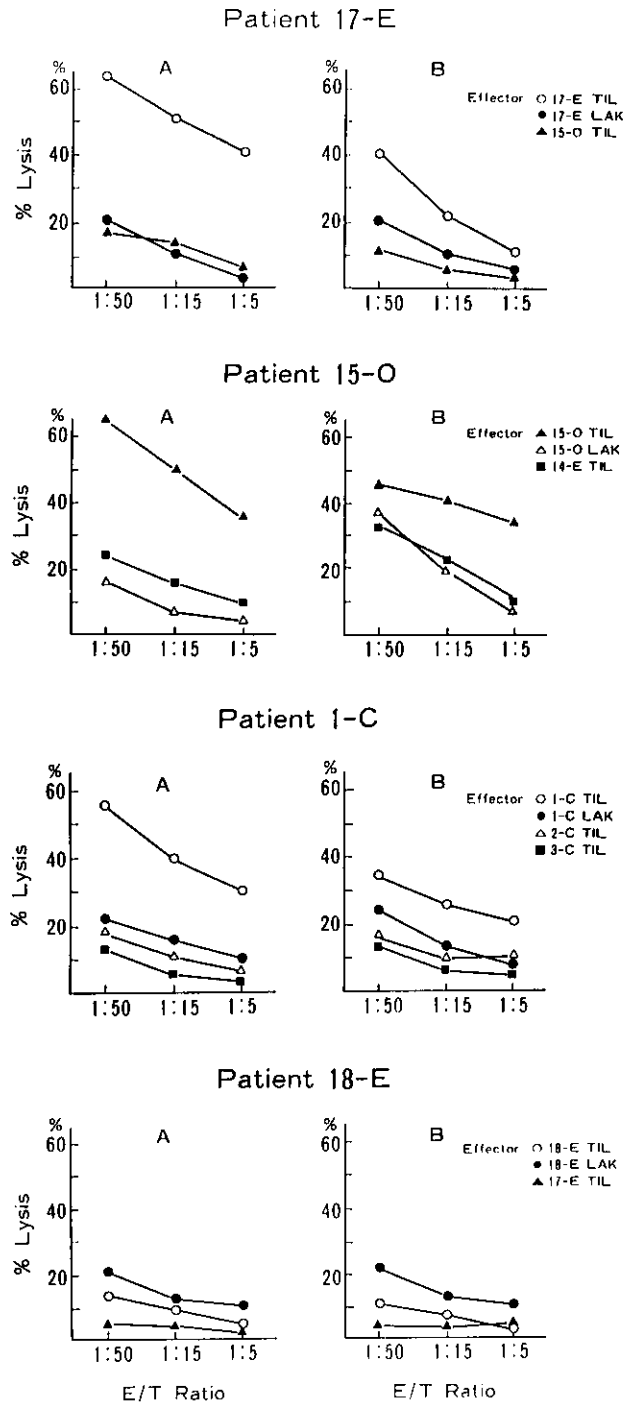 Patient 17-E
A
B
%
60
40
20
% Lysis
1:50 1:15 1:5
%
60
40
20
1:50 1:15 1:5
Effector 17-E TIL
17-E LAK
15-O TIL
Patient 15-O
A
B
%
60
40
20
% Lysis
1:50 1:15 1:5
%
60
40
20
1:50 1:15 1:5
Effector 15-O TIL
15-O LAK
14-E TIL
Patient 1-C
A
B
%
60
40
20
% Lysis
1:50 1:15 1:5
%
60
40
20
1:50 1:15 1:5
Effector 1-C TIL
1-C LAK
2-C TIL
3-C TIL
Patient 18-E
A
B
%
60
40
20
% Lysis
1:50 1:15 1:5
E/T Ratio
%
60
40
20
1:50 1:15 1:5
E/T Ratio
Effector 18-E TIL
18-E LAK
17-E TIL